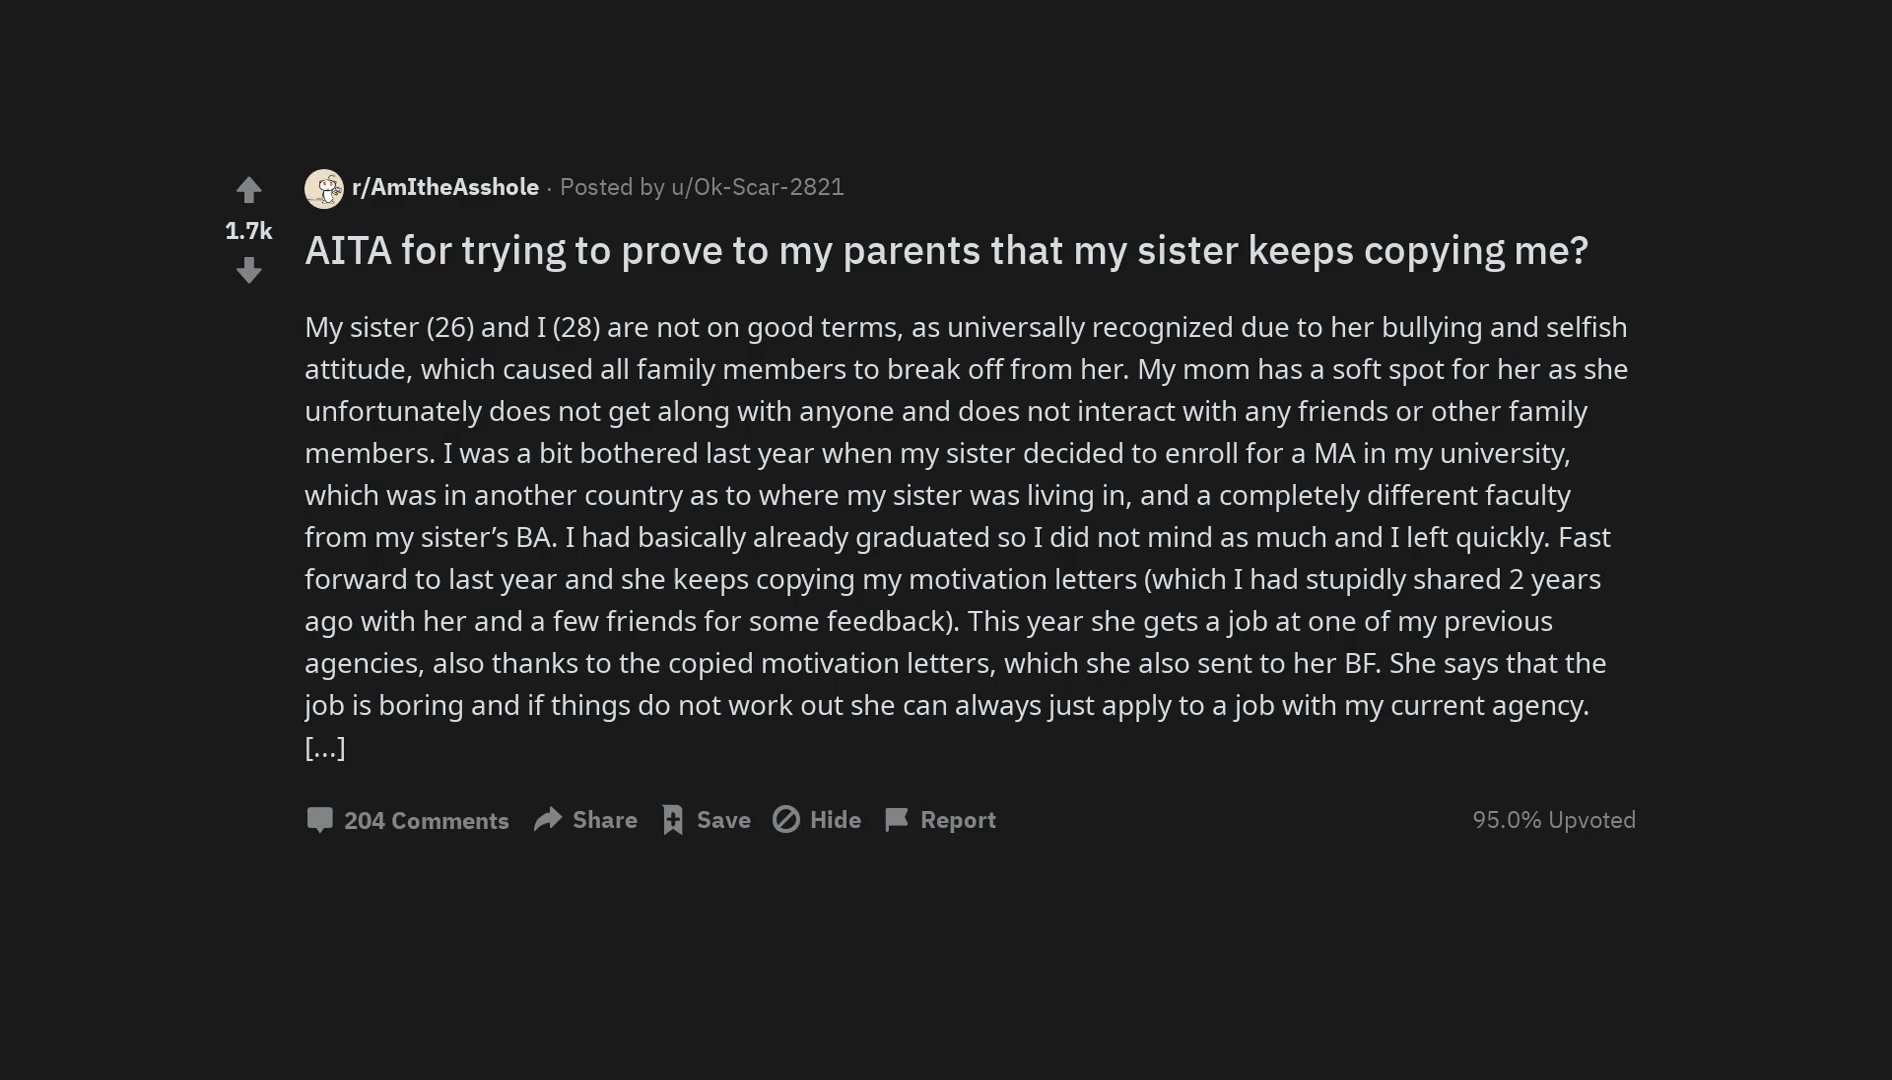 r/AmItheAsshole · Posted by u/Ok-Scar-2821
1.7k
AITA for trying to prove to my parents that my sister keeps copying me?
My sister (26) and I (28) are not on good terms, as universally recognized due to her bullying and selfish
attitude, which caused all family members to break off from her. My mom has a soft spot for her as she
unfortunately does not get along with anyone and does not interact with any friends or other family
members. I was a bit bothered last year when my sister decided to enroll for a MA in my university,
which was in another country as to where my sister was living in, and a completely different faculty
from my sister’s BA. I had basically already graduated so I did not mind as much and I left quickly. Fast
forward to last year and she keeps copying my motivation letters (which I had stupidly shared 2 years
ago with her and a few friends for some feedback). This year she gets a job at one of my previous
agencies, also thanks to the copied motivation letters, which she also sent to her BF. She says that the
job is boring and if things do not work out she can always just apply to a job with my current agency.
[...]
204 Comments Share Save Hide Report 95.0% Upvoted